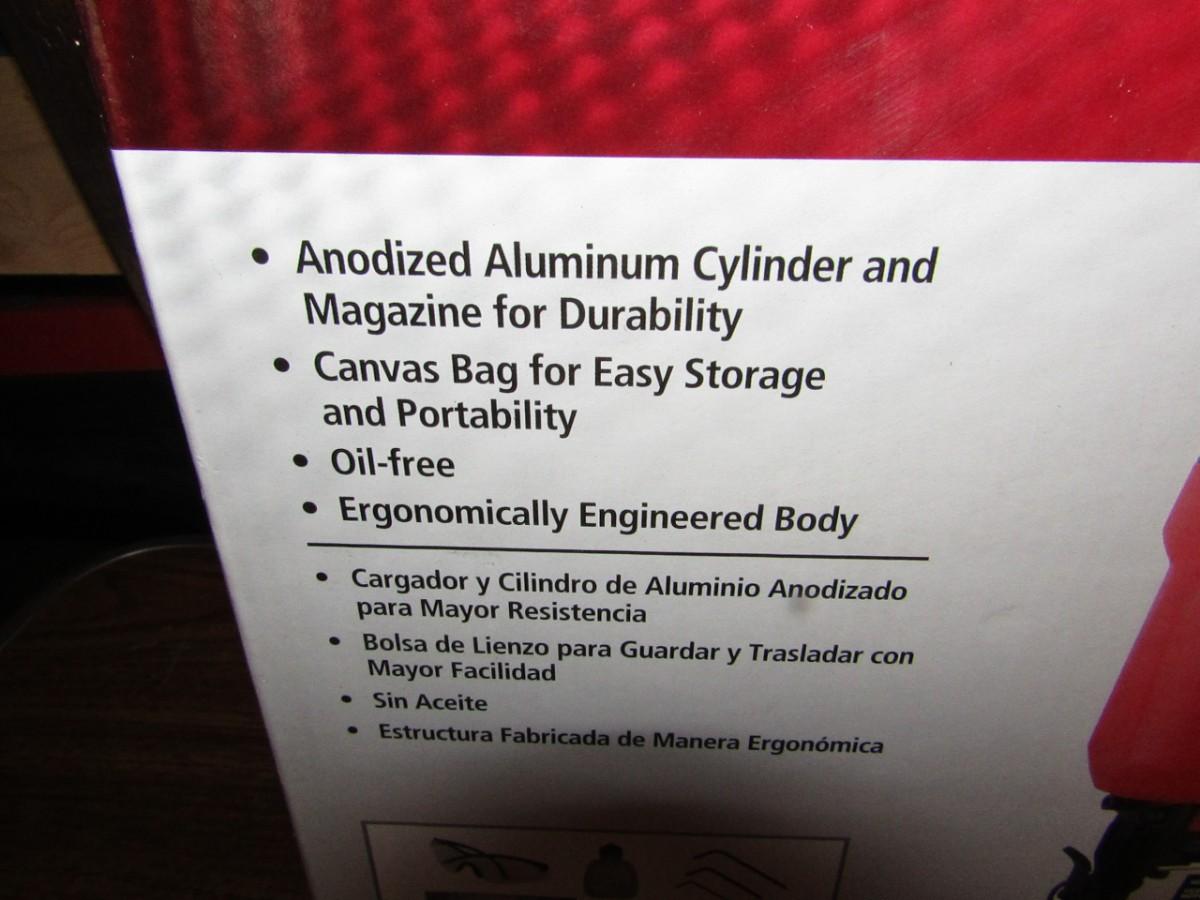 • Anodized Aluminum Cylinder and
Magazine for Durability
• Canvas Bag for Easy Storage
and Portability
• Oil-free
• Ergonomically Engineered Body
• Cargador y Cilindro de Aluminio Anodizado
para Mayor Resistencia
• Bolsa de Lienzo para Guardar y Trasladar con
Mayor Facilidad
• Sin Aceite
• Estructura Fabricada de Manera Ergonómica